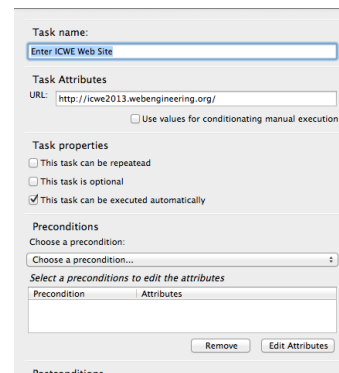 Task name:
Enter ICWE Web Site
Task Attributes
URL: http://icwe2013.webengineering.org/
Use values for conditionating manual execution
Task properties
This task can be repeatead
This task is optional
This task can be executed automatically
Preconditions
Choose a precondition:
Choose a precondition...
Select a preconditions to edit the attributes
Precondition Attributes
Remove Edit Attributes
Postconditions